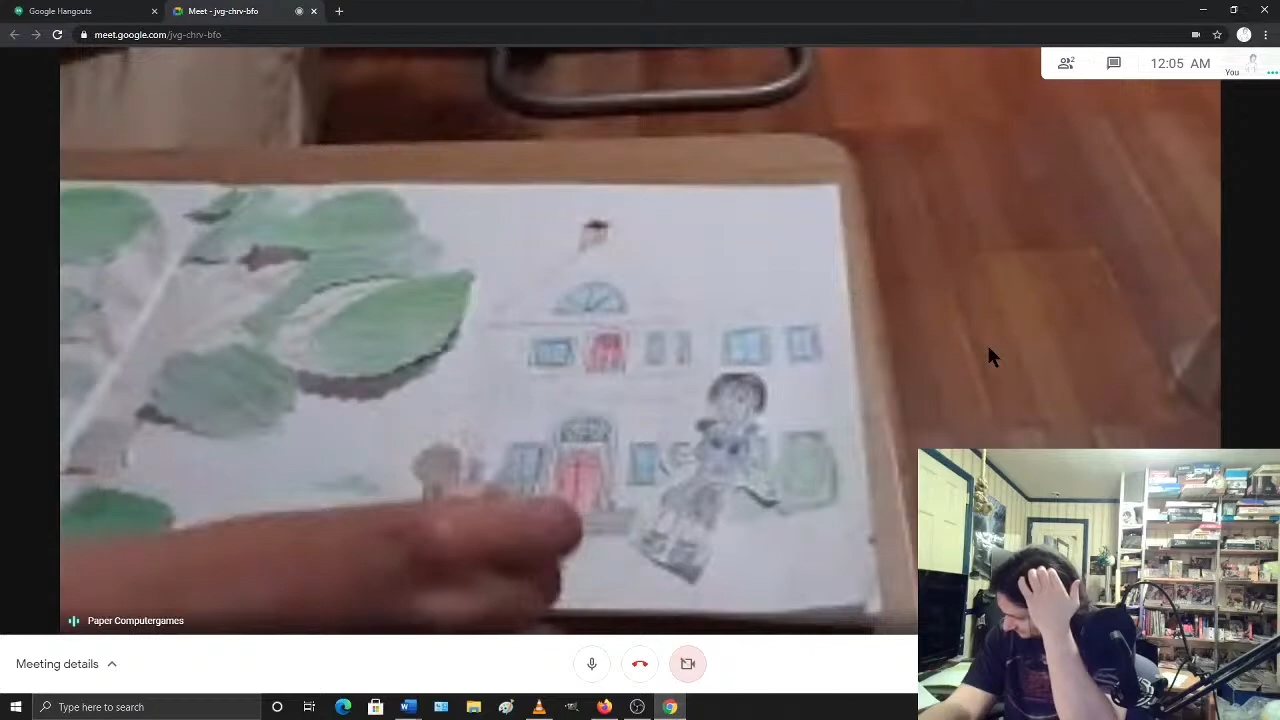 Google Hangouts
Meet - jvg-chrv-bfo
meet.google.com/jvg-chrv-bfo
2
12:05 AM
You
Paper Computergames
Meeting details
Type here to search